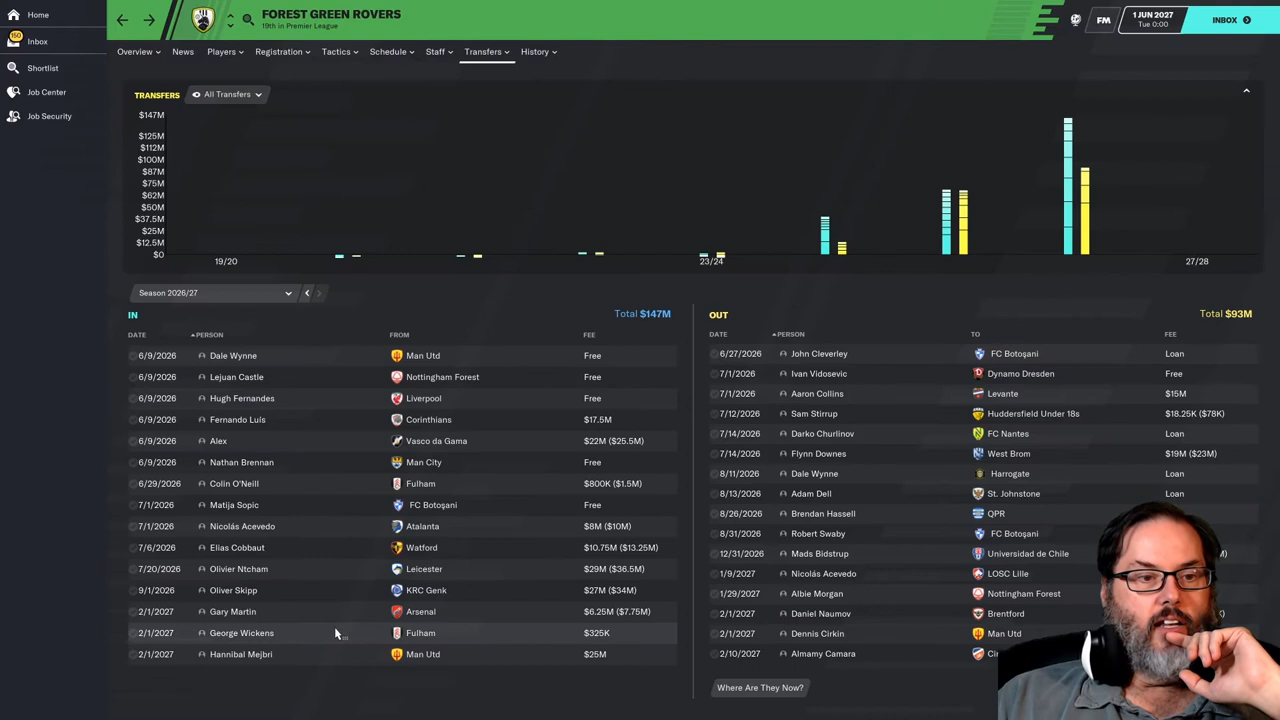 Home
150
Inbox
Shortlist
Job Center
Job Security
FOREST GREEN ROVERS
19th in Premier League
FM
1 JUN 2027
Tue 0:00
INBOX
Overview
News
Players
Registration
Tactics
Schedule
Staff
Transfers
History
TRANSFERS
All Transfers
$147M
$125M
$112M
$100M
$87M
$75M
$62M
$50M
$37.5M
$25M
$12.5M
$0
19/20
23/24
27/28
Season 2026/27
IN
Total $147M
DATE PERSON FROM FEE
6/9/2026 Dale Wynne Man Utd Free
6/9/2026 Lejuan Castle Nottingham Forest Free
6/9/2026 Hugh Fernandes Liverpool Free
6/9/2026 Fernando Luís Corinthians $17.5M
6/9/2026 Alex Vasco da Gama $22M ($25.5M)
6/9/2026 Nathan Brennan Man City Free
6/29/2026 Colin O'Neill Fulham $800K ($1.5M)
7/1/2026 Matija Sopic FC Botoşani Free
7/1/2026 Nicolás Acevedo Atalanta $8M ($10M)
7/6/2026 Elias Cobbaut Watford $10.75M ($13.25M)
7/20/2026 Olivier Ntcham Leicester $29M ($36.5M)
9/1/2026 Oliver Skipp KRC Genk $27M ($34M)
2/1/2027 Gary Martin Arsenal $6.25M ($7.75M)
2/1/2027 George Wickens Fulham $325K
2/1/2027 Hannibal Mejbri Man Utd $25M
OUT
Total $93M
DATE PERSON TO FEE
6/27/2026 John Cleverley FC Botoşani Loan
7/1/2026 Ivan Vidosevic Dynamo Dresden Free
7/1/2026 Aaron Collins Levante $15M
7/12/2026 Sam Stirrup Huddersfield Under 18s $18.25K ($78K)
7/14/2026 Darko Churlinov FC Nantes Loan
7/14/2026 Flynn Downes West Brom $19M ($23M)
8/11/2026 Dale Wynne Harrogate Loan
8/13/2026 Adam Dell St. Johnstone Loan
8/26/2026 Brendan Hassell QPR
8/31/2026 Robert Swaby FC Botoşani
12/31/2026 Mads Bidstrup Universidad de Chile
1/9/2027 Nicolás Acevedo LOSC Lille
1/29/2027 Albie Morgan Nottingham Forest
2/1/2027 Daniel Naumov Brentford
2/1/2027 Dennis Cirkin Man Utd
2/10/2027 Almamy Camara
Where Are They Now?